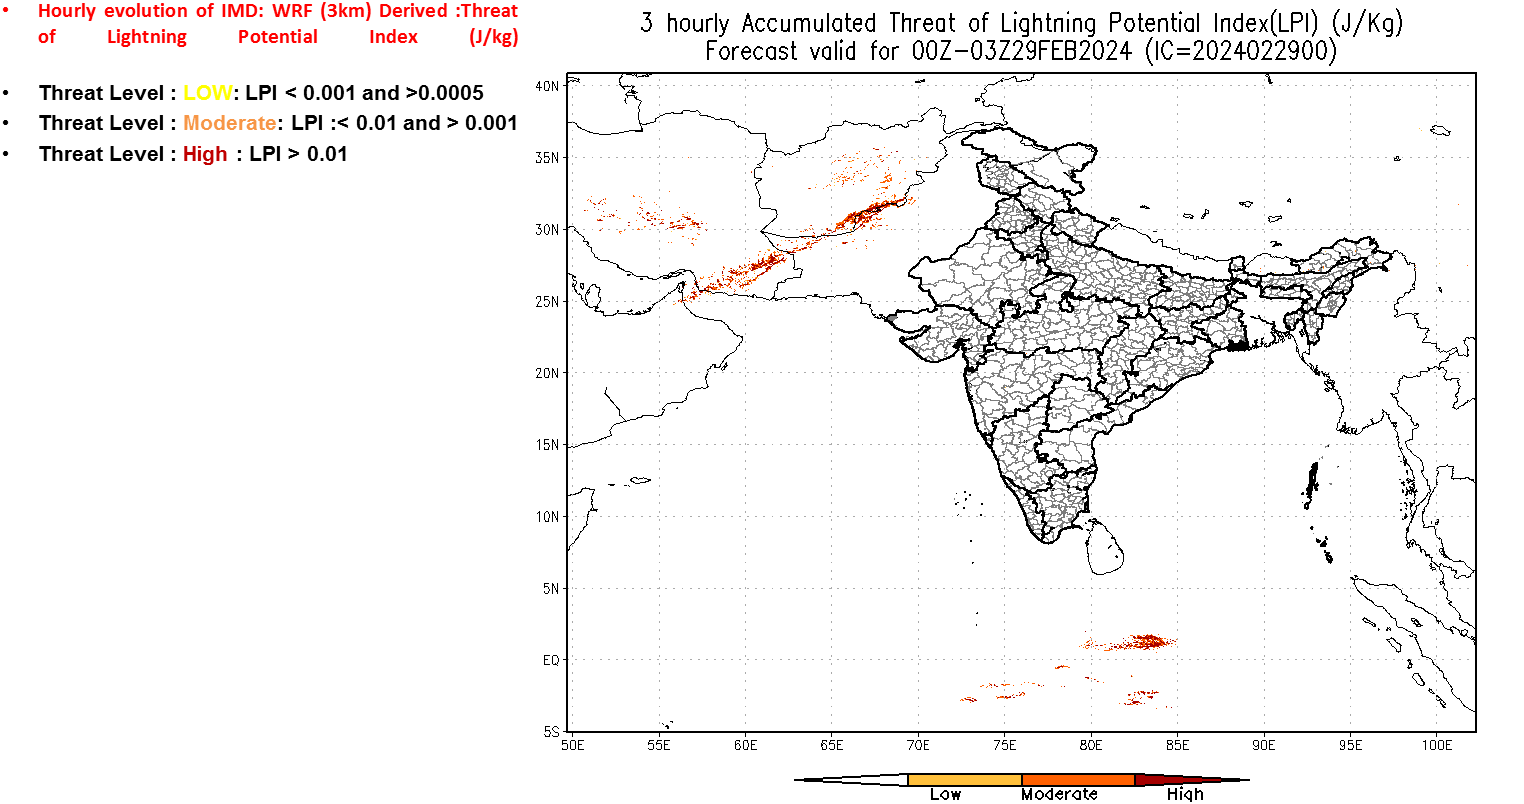 • Hourly evolution of IMD: WRF (3km) Derived :Threat
of Lightning Potential Index (J/kg)
• Threat Level : LOW: LPI < 0.001 and >0.0005
• Threat Level : Moderate: LPI :< 0.01 and > 0.001
• Threat Level : High : LPI > 0.01
3 hourly Accumulated Threat of Lightning Potential Index(LPI) (J/Kg)
Forecast valid for 00Z-03Z29FEB2024 (IC=2024022900)
40N
35N
30N
25N
20N
15N
10N
5N
EQ
5S
50E 55E 60E 65E 70E 75E 80E 85E 90E 95E 100E
Low Moderate High